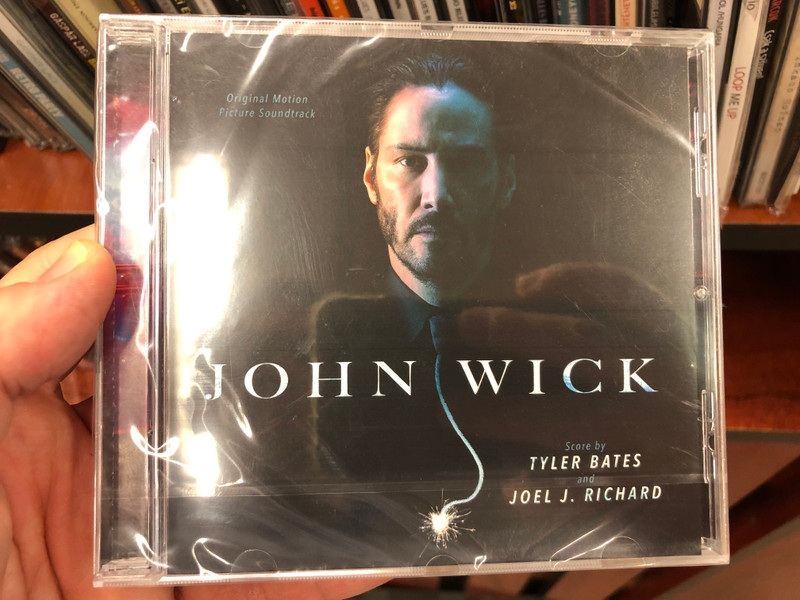 Original Motion
Picture Soundtrack
JOHN WICK
Score by
TYLER BATES
and
JOEL J. RICHARD
LOOP ME UP